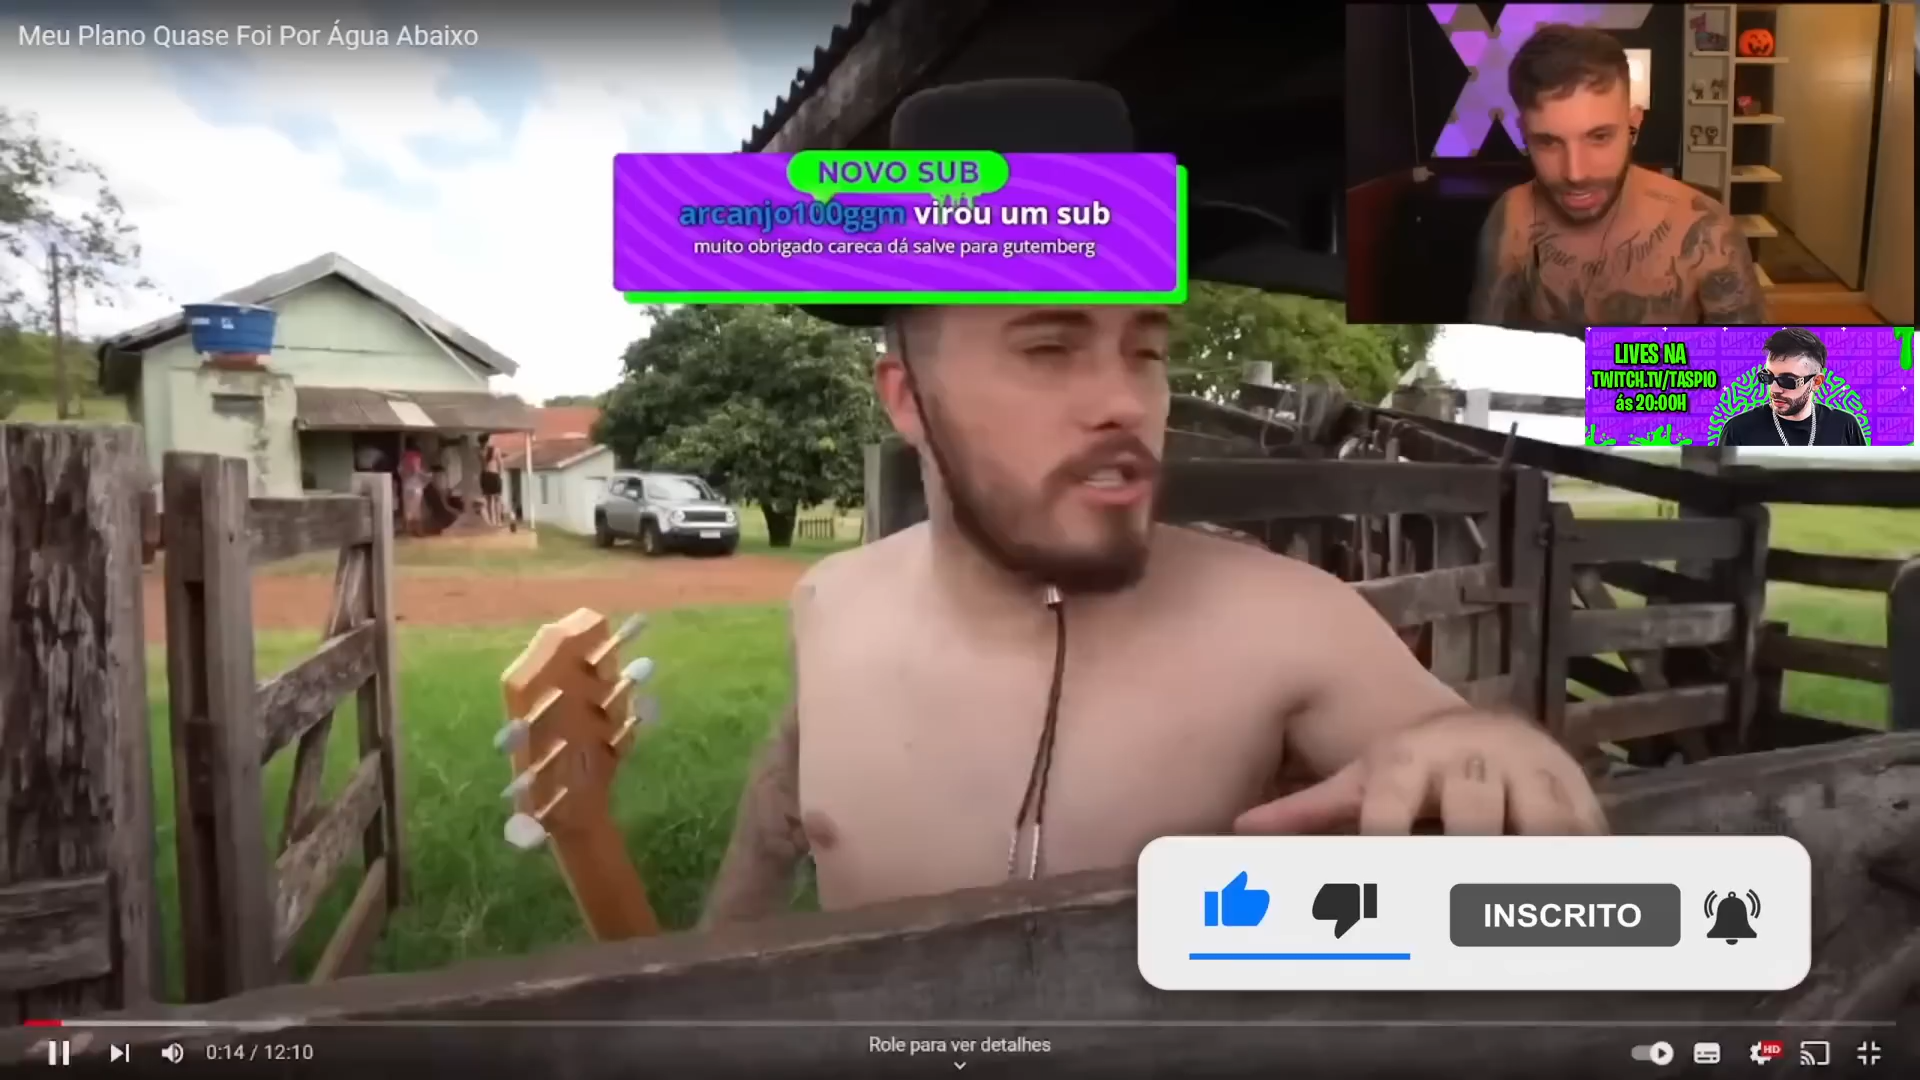 Meu Plano Quase Foi Por Água Abaixo
NOVO SUB
arcanjo100ggm virou um sub
muito obrigado careca dá salve para gutemberg
LIVES NA
TWITCH.TV/TASPIO
ás 20:00H
INSCRITO
0:14 / 12:10
Role para ver detalhes
HD